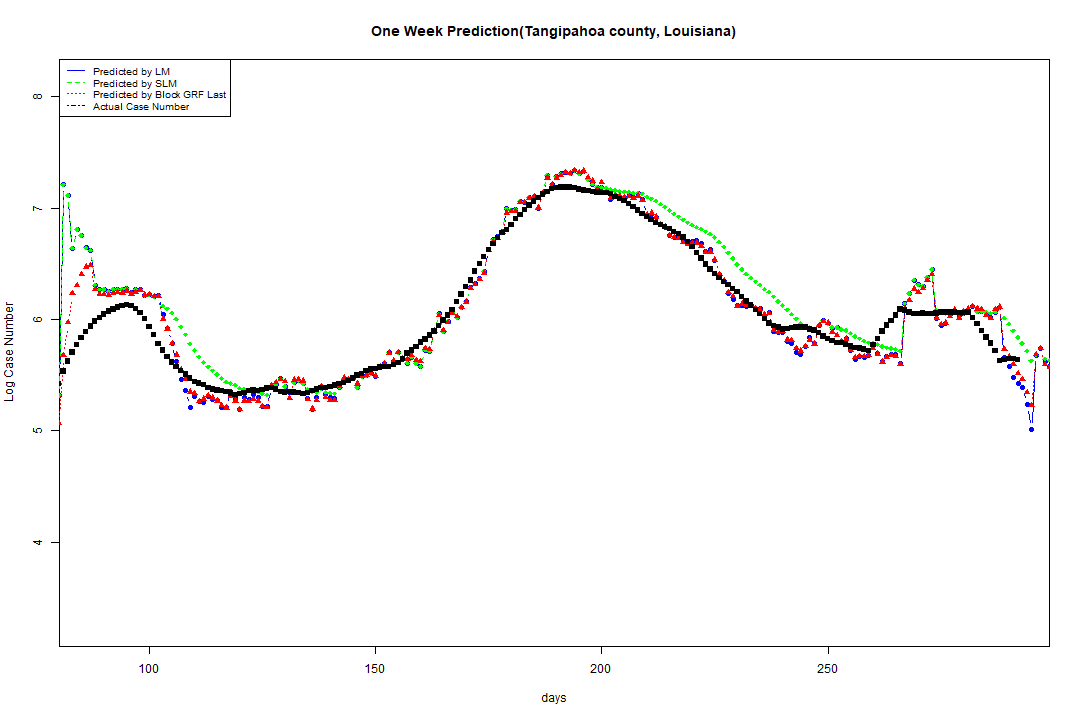 One Week Prediction(Tangipahoa county, Louisiana)
Predicted by LM
Predicted by SLM
Predicted by Block GRF Last
Actual Case Number
8
7
6
5
4
Log Case Number
100 150 200 250
days